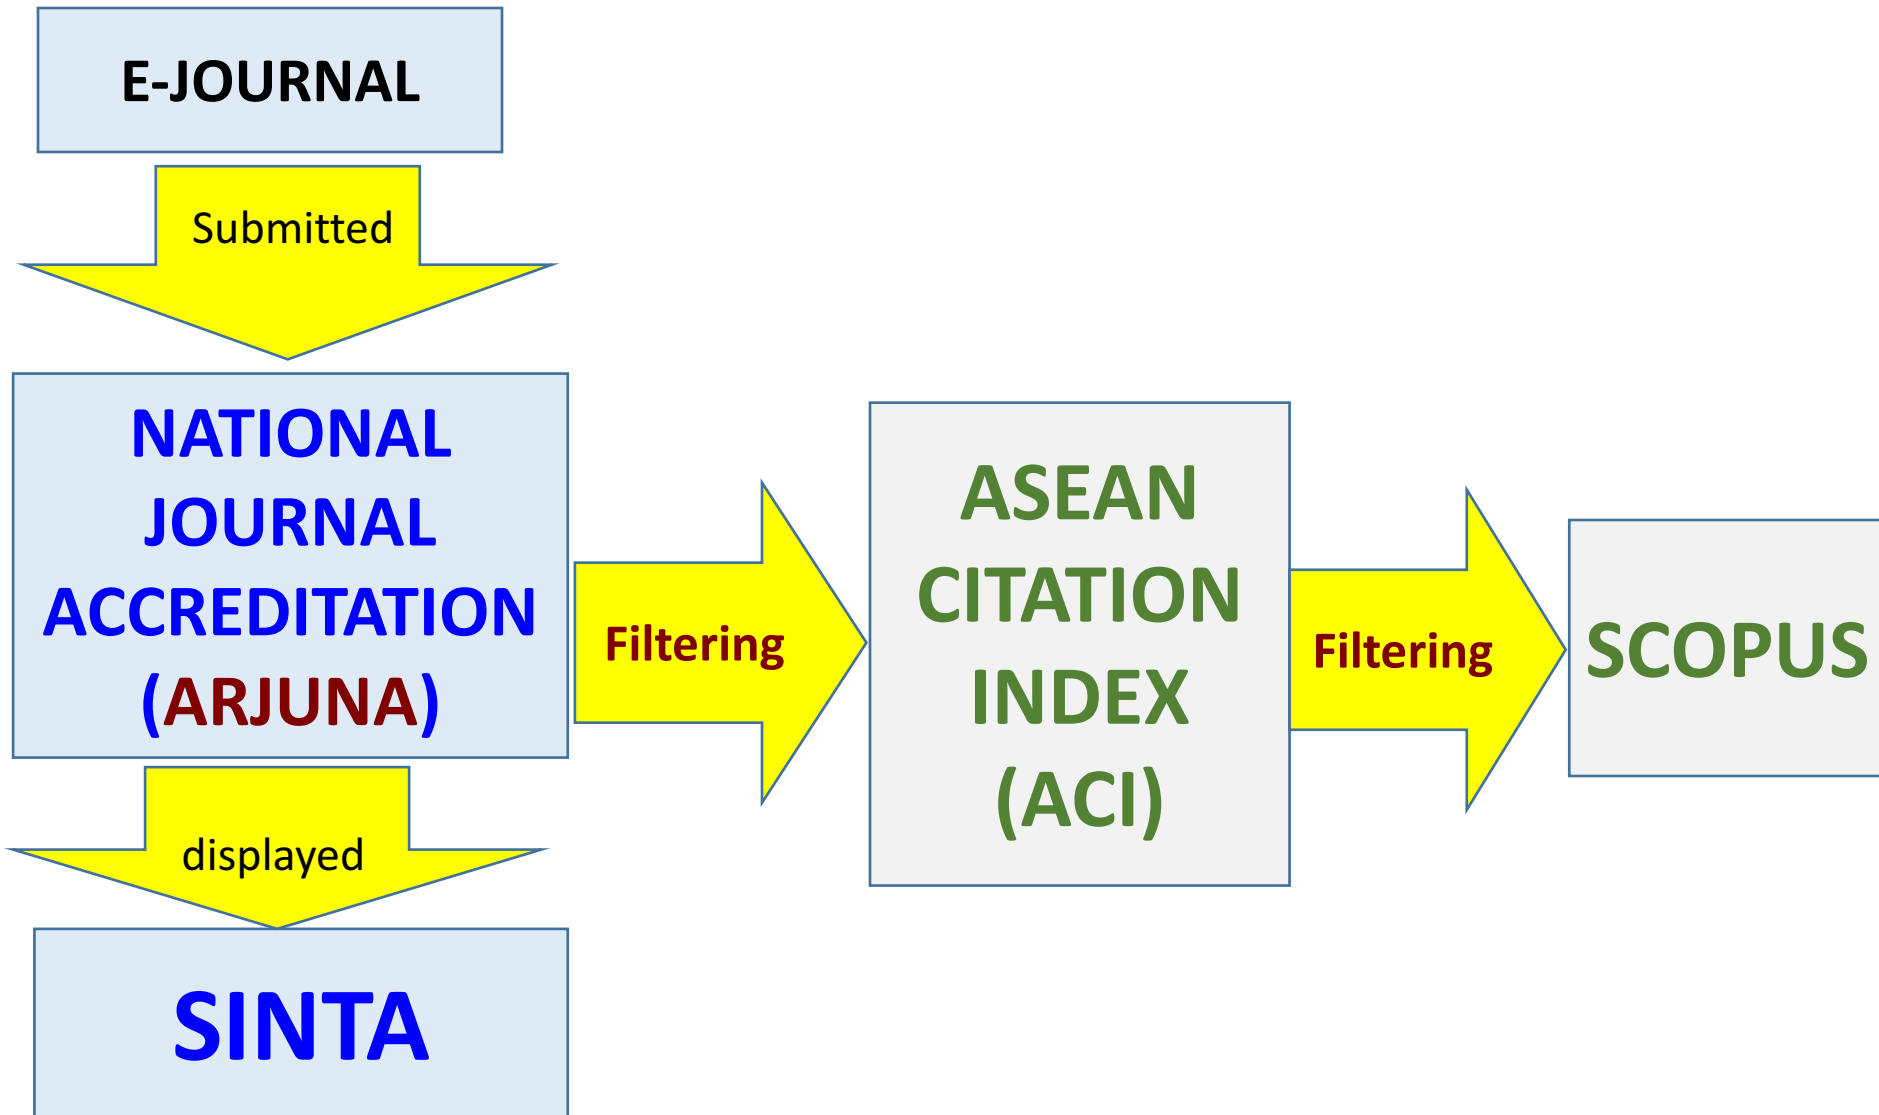 E-JOURNAL
Submitted
NATIONAL
JOURNAL
ACCREDITATION
(ARJUNA)
Filtering
ASEAN
CITATION
INDEX
(ACI)
Filtering
SCOPUS
displayed
SINTA